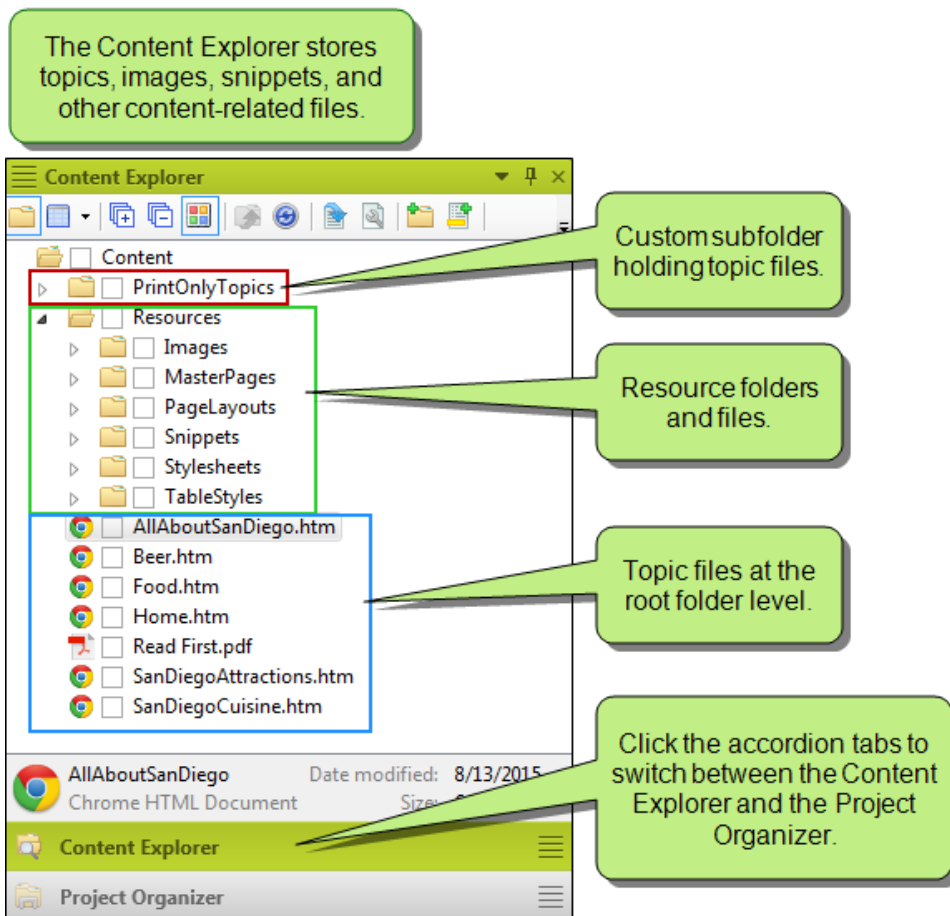 The Content Explorer stores
topics, images, snippets, and
other content-related files.
Content Explorer
Content
PrintOnlyTopics
Resources
Images
MasterPages
PageLayouts
Snippets
Stylesheets
TableStyles
AllAboutSanDiego.htm
Beer.htm
Food.htm
Home.htm
Read First.pdf
SanDiegoAttractions.htm
SanDiegoCuisine.htm
Custom subfolder
holding topic files.
Resource folders
and files.
Topic files at the
root folder level.
Click the accordion tabs to
switch between the Content
Explorer and the Project
Organizer.
AllAboutSanDiego Date modified: 8/13/2015
Chrome HTML Document Size:
Content Explorer
Project Organizer